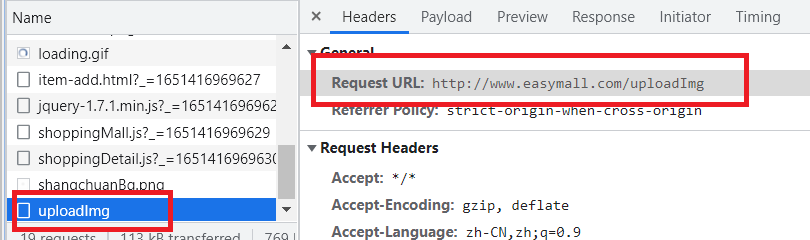 Name
loading.gif
item-add.html?_=1651416969627
jquery-1.7.1.min.js?_=165141696962
shoppingMall.js?_=1651416969629
shoppingDetail.js?_=1651416969630
shangchuanBg.png
uploadImg
19 requests 113 kB transferred 769
Headers Payload Preview Response Initiator Timing
General
Request URL: http://www.easymall.com/uploadImg
Referrer Policy: strict-origin-when-cross-origin
Request Headers
Accept: */*
Accept-Encoding: gzip, deflate
Accept-Language: zh-CN,zh;q=0.9